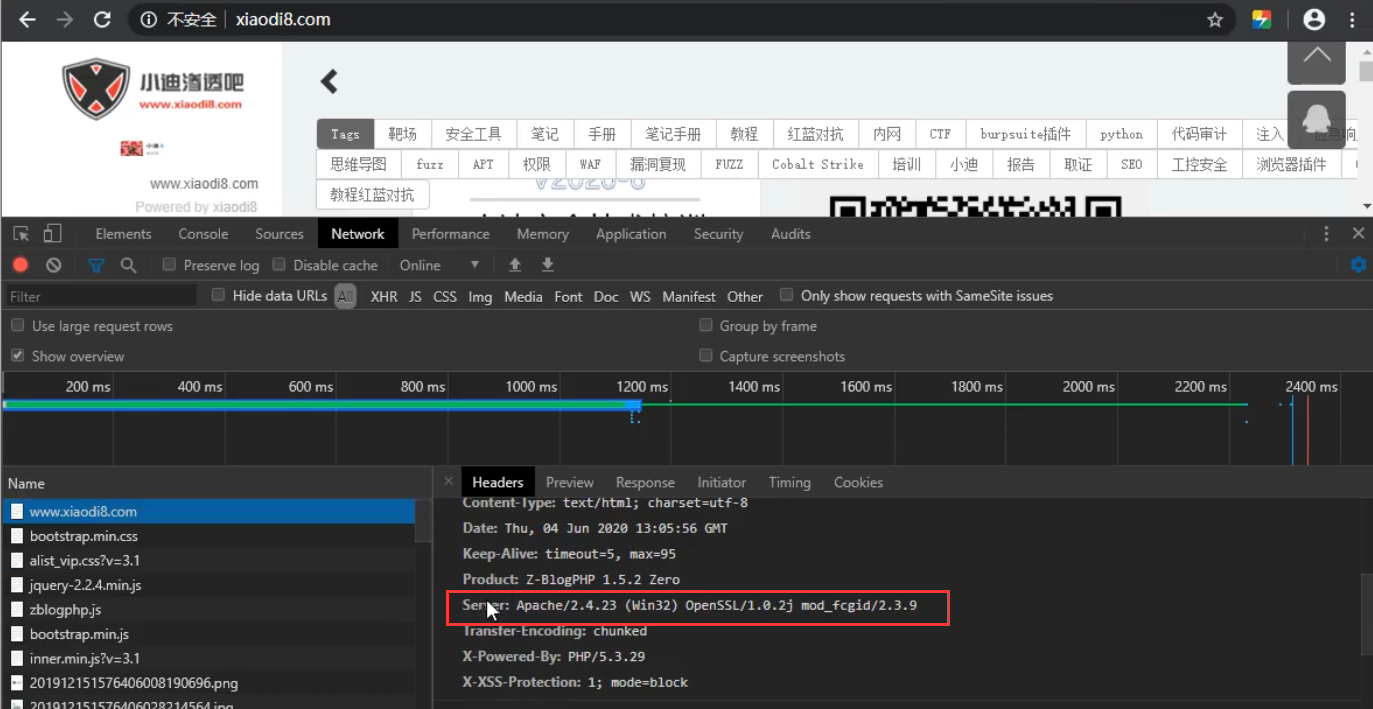 不安全 xiaodi8.com
小迪渗透吧
www.xiaodi8.com
www.xiaodi8.com
Powered by xiaodi8
Tags 靶场 安全工具 笔记 手册 笔记手册 教程 红蓝对抗 内网 CTF burpsuite插件 python 代码审计 注入
思维导图 fuzz APT 权限 WAF 漏洞复现 FUZZ Cobalt Strike 培训 小迪 报告 取证 SEO 工控安全 浏览器插件
教程红蓝对抗
Elements Console Sources Network Performance Memory Application Security Audits
Preserve log Disable cache Online
Filter Hide data URLs All XHR JS CSS Img Media Font Doc WS Manifest Other Only show requests with SameSite issues
Use large request rows Group by frame
Show overview Capture screenshots
200 ms 400 ms 600 ms 800 ms 1000 ms 1200 ms 1400 ms 1600 ms 1800 ms 2000 ms 2200 ms 2400 ms
Name
www.xiaodi8.com
bootstrap.min.css
alist_vip.css?v=3.1
jquery-2.2.4.min.js
zblogphp.js
bootstrap.min.js
inner.min.js?v=3.1
201912151576406008190696.png
201912151576406028214564.jpg
Headers Preview Response Initiator Timing Cookies
Content-Type: text/html; charset=utf-8
Date: Thu, 04 Jun 2020 13:05:56 GMT
Keep-Alive: timeout=5, max=95
Product: Z-BlogPHP 1.5.2 Zero
Server: Apache/2.4.23 (Win32) OpenSSL/1.0.2j mod_fcgid/2.3.9
Transfer-Encoding: chunked
X-Powered-By: PHP/5.3.29
X-XSS-Protection: 1; mode=block